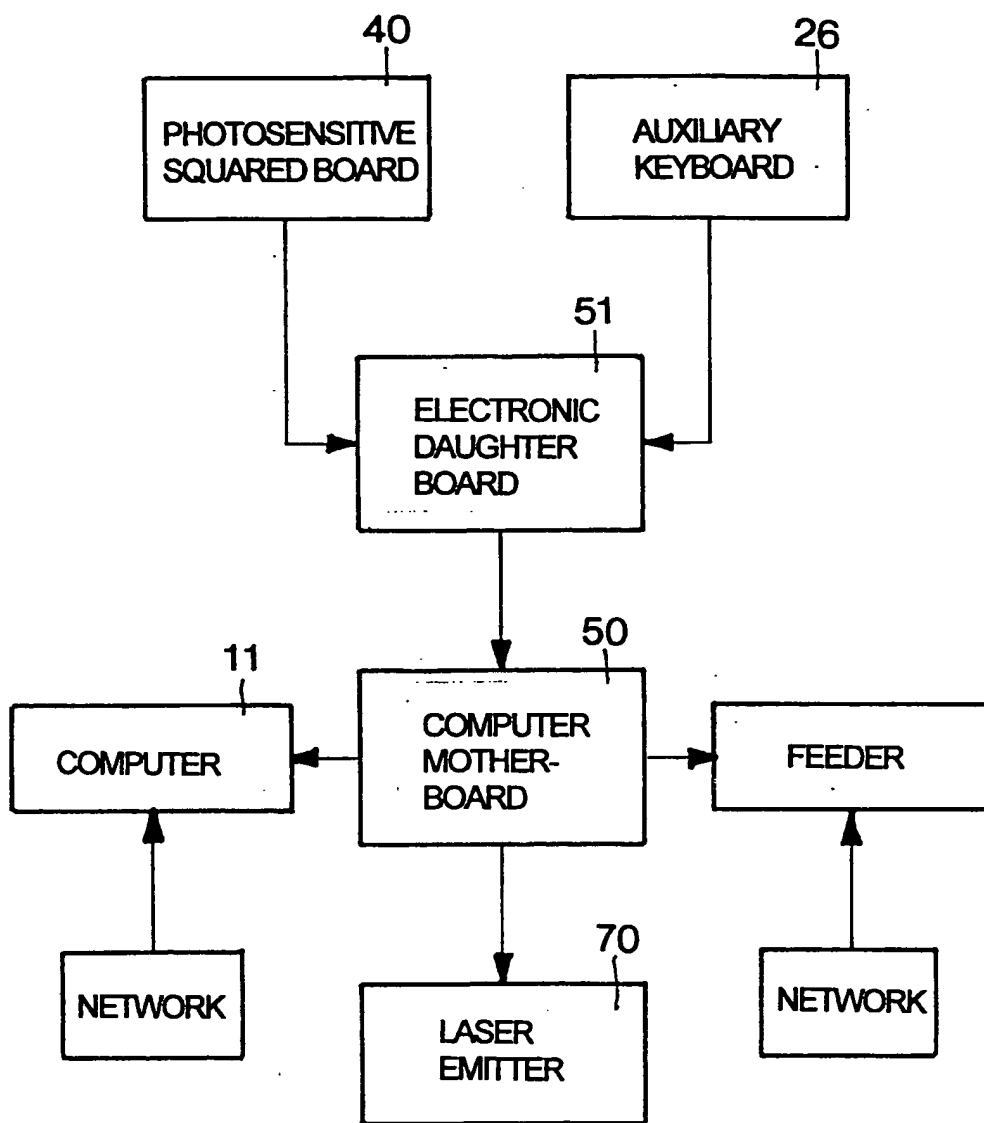 40
26
PHOTOSENSITIVE
SQUARED BOARD
AUXILIARY
KEYBOARD
51
ELECTRONIC
DAUGHTER
BOARD
50
11
COMPUTER
MOTHER-
BOARD
COMPUTER
FEEDER
70
NETWORK
LASER
EMITTER
NETWORK